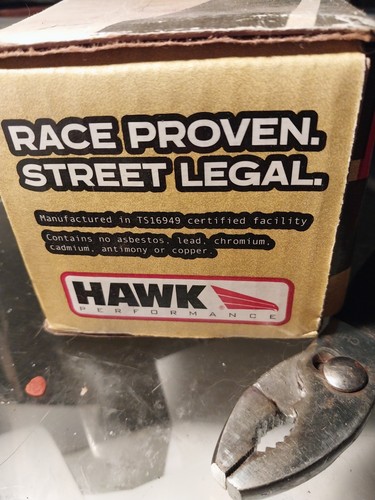 RACE PROVEN.
STREET LEGAL.
Manufactured in TS16949 certified facility
Contains no asbestos, lead, chromium,
cadmium, antimony or copper.
HAWK
PERFORMANCE